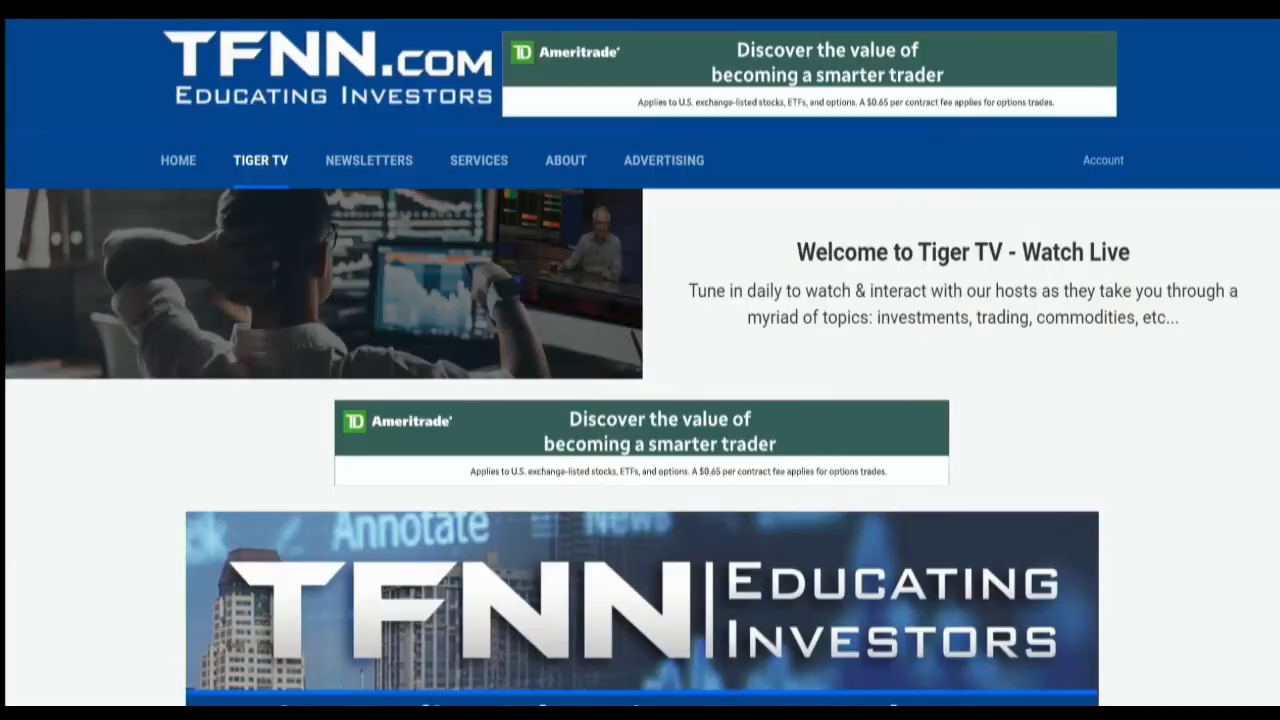 TFNN.COM
EDUCATING INVESTORS
TD Ameritrade
Discover the value of
becoming a smarter trader
Applies to U.S. exchange-listed stocks, ETFs, and options. A $0.65 per contract fee applies for options trades.
HOME TIGER TV NEWSLETTERS SERVICES ABOUT ADVERTISING Account
Welcome to Tiger TV - Watch Live
Tune in daily to watch & interact with our hosts as they take you through a
myriad of topics: investments, trading, commodities, etc...
TD Ameritrade
Discover the value of
becoming a smarter trader
Applies to U.S. exchange-listed stocks, ETFs, and options. A $0.65 per contract fee applies for options trades.
Annotate News
TFNN EDUCATING
INVESTORS